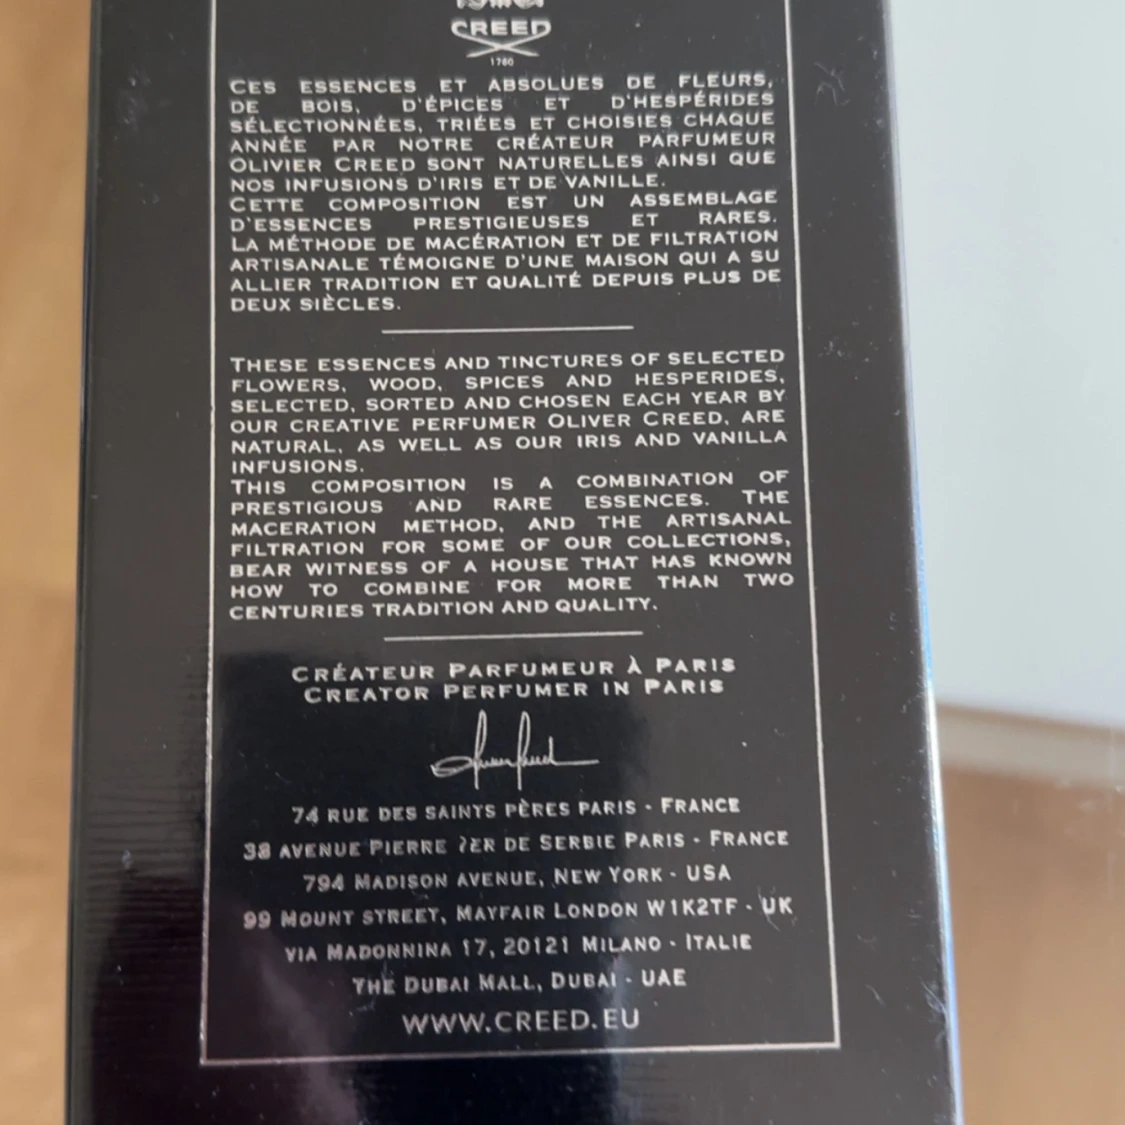 CREED
1760
CES ESSENCES ET ABSOLUES DE FLEURS,
DE BOIS, D'ÉPICES ET D'HESPÉRIDES
SÉLECTIONNÉES, TRIÉES ET CHOISIES CHAQUE
ANNÉE PAR NOTRE CRÉATEUR PARFUMEUR
OLIVIER CREED SONT NATURELLES AINSI QUE
NOS INFUSIONS D'IRIS ET DE VANILLE.
CETTE COMPOSITION EST UN ASSEMBLAGE
D'ESSENCES PRESTIGIEUSES ET RARES.
LA MÉTHODE DE MACÉRATION ET DE FILTRATION
ARTISANALE TÉMOIGNE D'UNE MAISON QUI A SU
ALLIER TRADITION ET QUALITÉ DEPUIS PLUS DE
DEUX SIÈCLES.
THESE ESSENCES AND TINCTURES OF SELECTED
FLOWERS, WOOD, SPICES AND HESPERIDES,
SELECTED, SORTED AND CHOSEN EACH YEAR BY
OUR CREATIVE PERFUMER OLIVER CREED, ARE
NATURAL, AS WELL AS OUR IRIS AND VANILLA
INFUSIONS.
THIS COMPOSITION IS A COMBINATION OF
PRESTIGIOUS AND RARE ESSENCES. THE
MACERATION METHOD, AND THE ARTISANAL
FILTRATION FOR SOME OF OUR COLLECTIONS,
BEAR WITNESS OF A HOUSE THAT HAS KNOWN
HOW TO COMBINE FOR MORE THAN TWO
CENTURIES TRADITION AND QUALITY.
CRÉATEUR PARFUMEUR À PARIS
CREATOR PERFUMER IN PARIS
74 RUE DES SAINTS PÈRES PARIS - FRANCE
38 AVENUE PIERRE 1ER DE SERBIE PARIS - FRANCE
794 MADISON AVENUE, NEW YORK - USA
99 MOUNT STREET, MAYFAIR LONDON W1K2TF - UK
VIA MADONNINA 17, 20121 MILANO - ITALIE
THE DUBAI MALL, DUBAI - UAE
WWW.CREED.EU